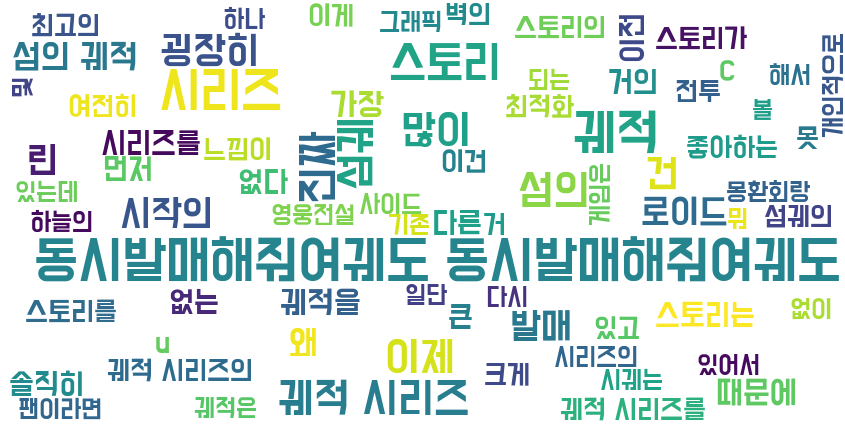 최고의
하나
이게
그래픽
벽의
스토리의
이전
스토리가
개인적으로
섬의 궤적
굉장히
스토리
및
시리즈
되는
거의
전투
C
해서
여전히
가장
최적화
볼
못
린
시리즈를
느낌이
진짜
섬궤
많이
궤적
좋아하는
먼저
없다
이건
있는데
섬의
게임은
건
몽환회랑
하늘의
시작의
영웅전설
사이드
기존
다른
거
로이드
뭐
섬궤의
동시발매해줘여궤도 동시발매해줘여궤도
스토리를
없는
궤적을
일단
다시
큰
발매
있고
스토리는
없이
u
왜
이제
궤적 시리즈의
시리즈의
있어서
솔직히
궤적 시리즈
크게
시궤는
때문에
팬이라면
궤적은
궤적 시리즈를